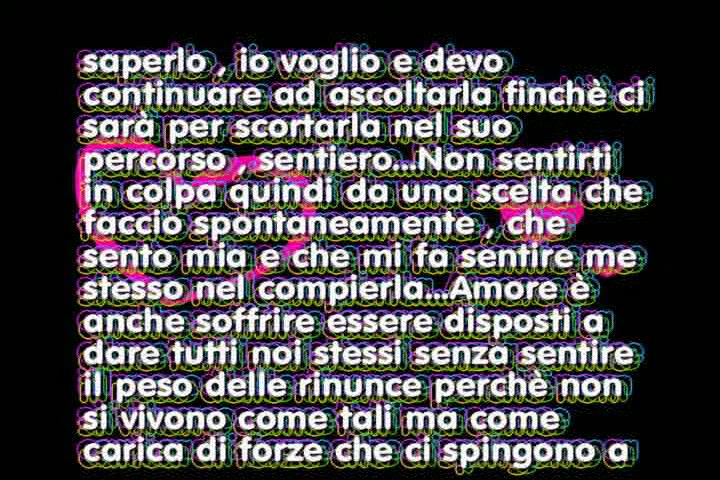 saperlo , io voglio e devo
continuare ad ascoltarla finchè ci
sarà per scortarla nel suo
percorso , sentiero...Non sentirti
in colpa quindi da una scelta che
faccio spontaneamente , che
sento mia e che mi fa sentire me
stesso nel compierla...Amore è
anche soffrire essere disposti a
dare tutti noi stessi senza sentire
il peso delle rinunce perchè non
si vivono come tali ma come
carica di forze che ci spingono a